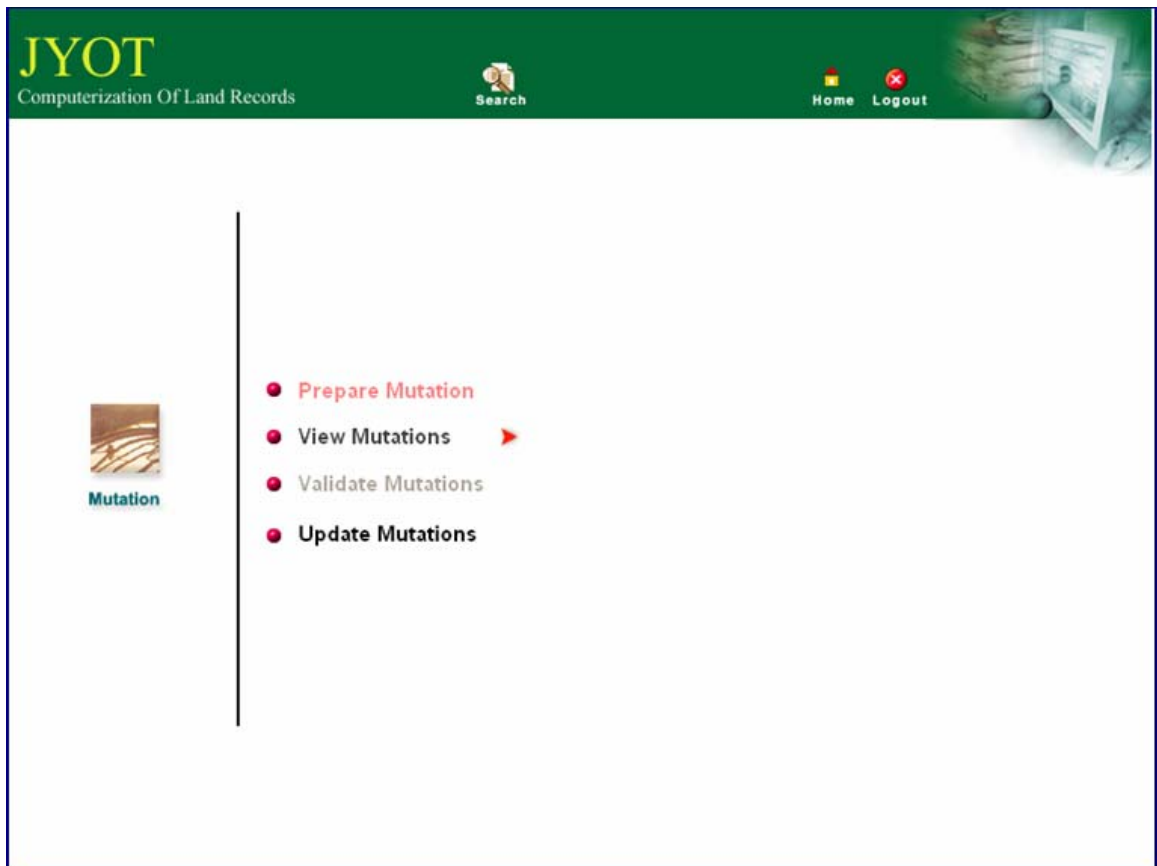 JYOT
Computerization Of Land Records
Search
Home Logout
Prepare Mutation
View Mutations
Validate Mutations
Update Mutations
Mutation